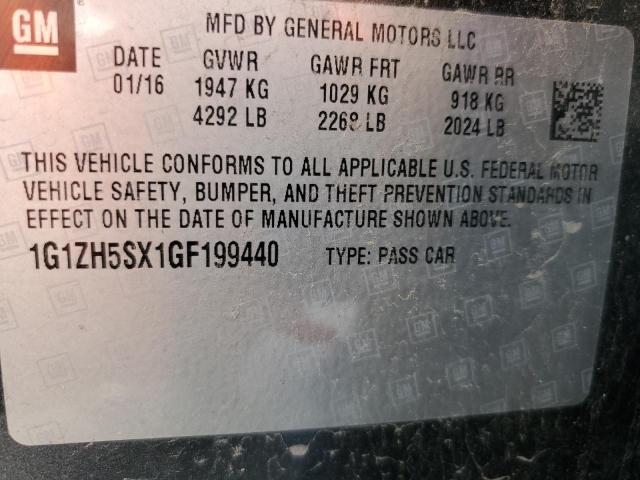 GM
MFD BY GENERAL MOTORS LLC
DATE GVWR GAWR FRT GAWR RR
01/16 1947 KG 1029 KG 918 KG
4292 LB 2268 LB 2024 LB
THIS VEHICLE CONFORMS TO ALL APPLICABLE U.S. FEDERAL MOTOR
VEHICLE SAFETY, BUMPER, AND THEFT PREVENTION STANDARDS IN
EFFECT ON THE DATE OF MANUFACTURE SHOWN ABOVE.
1G1ZH5SX1GF199440 TYPE: PASS CAR